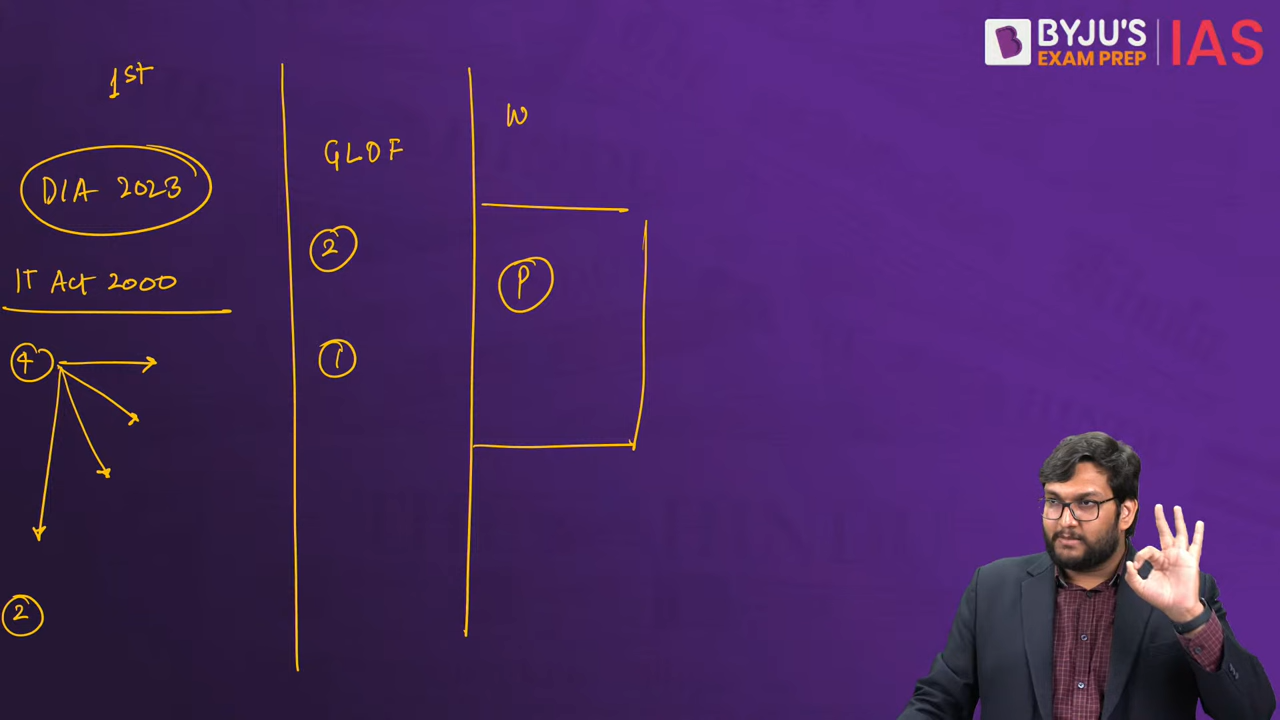 1st
DIA 2023
IT Act 2000
4
2
GLOF
2
1
W
P
BYJU'S
EXAM PREP
IAS